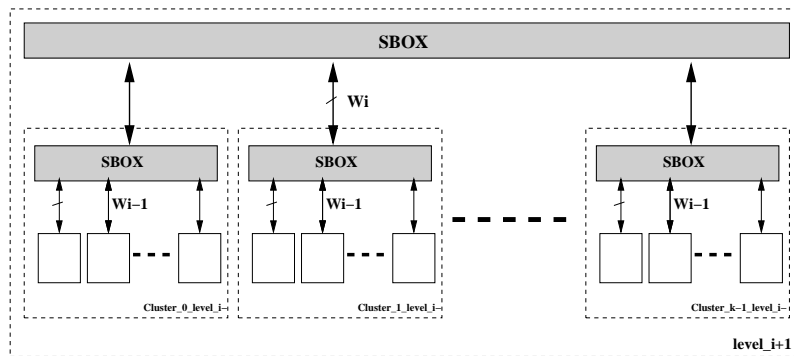 SBOX
Wi
SBOX
SBOX
SBOX
Wi−1
Wi−1
Wi−1
Cluster_0_level_i−
Cluster_1_level_i−
Cluster_k−1_level_i−
level_i+1